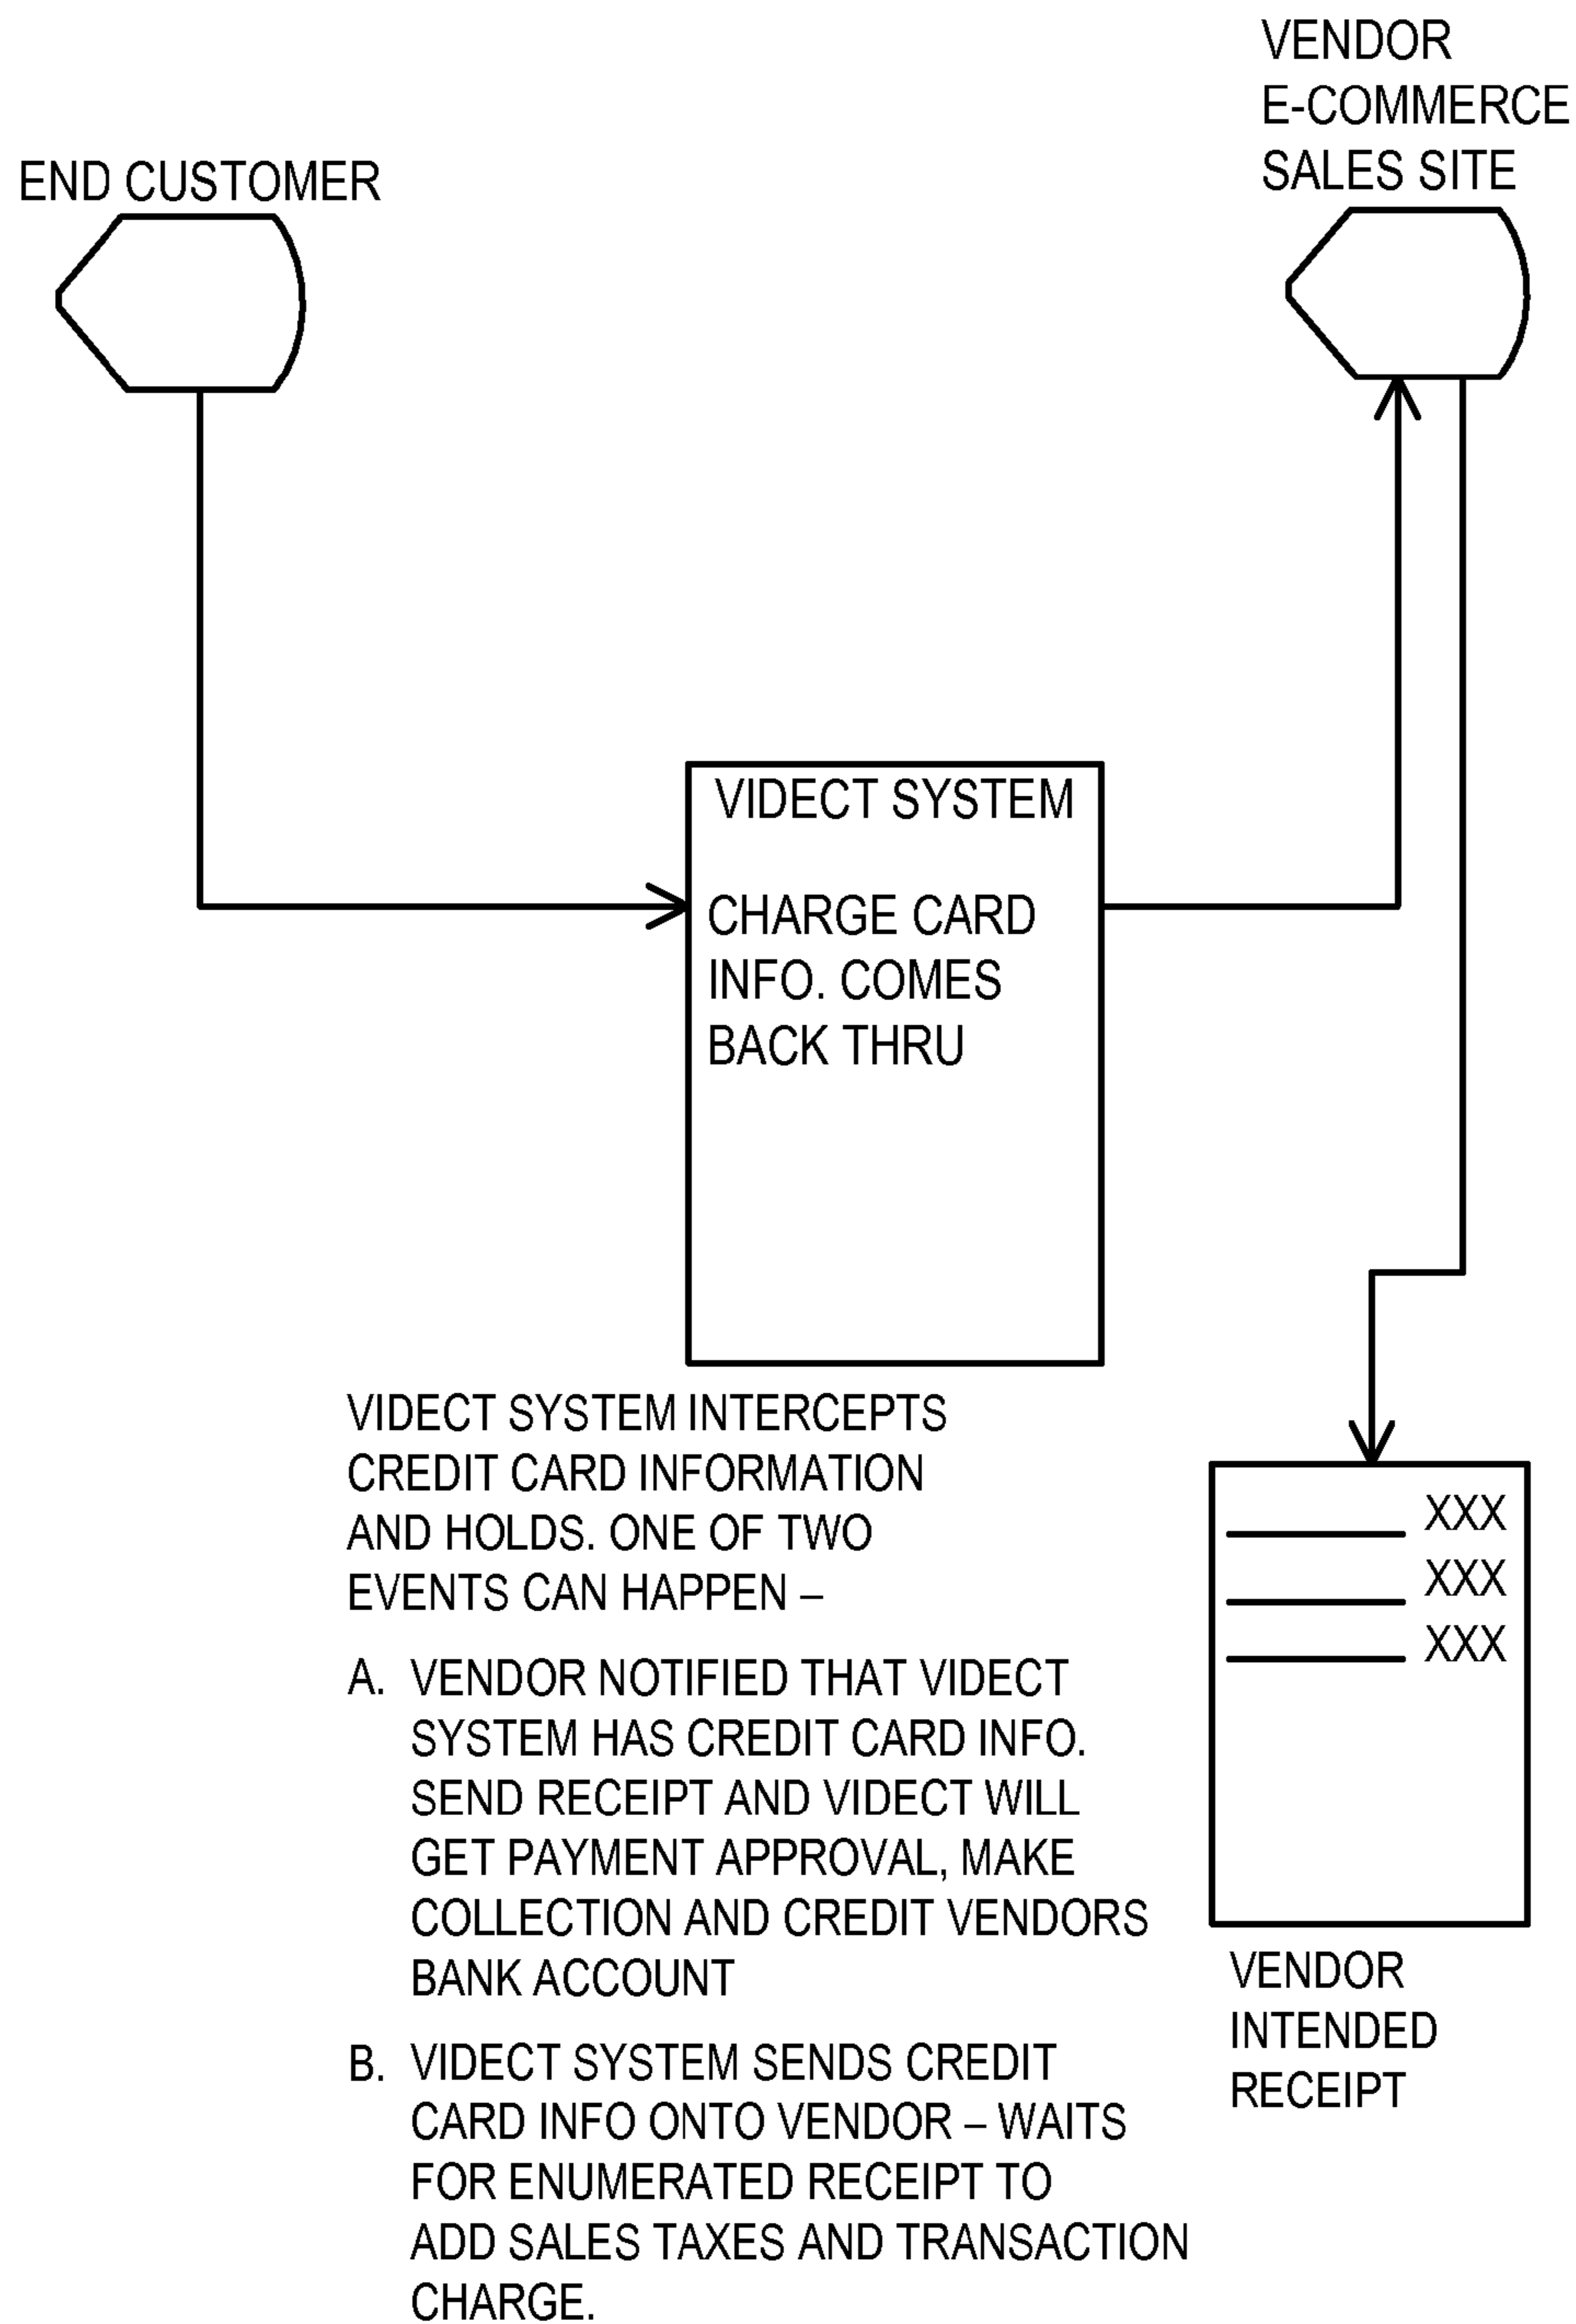 VENDOR
E-COMMERCE
SALES SITE
END CUSTOMER
VIDECT SYSTEM
CHARGE CARD
INFO. COMES
BACK THRU
VIDECT SYSTEM INTERCEPTS
CREDIT CARD INFORMATION
AND HOLDS. ONE OF TWO
EVENTS CAN HAPPEN –
A. VENDOR NOTIFIED THAT VIDECT
SYSTEM HAS CREDIT CARD INFO.
SEND RECEIPT AND VIDECT WILL
GET PAYMENT APPROVAL, MAKE
COLLECTION AND CREDIT VENDORS
BANK ACCOUNT
B. VIDECT SYSTEM SENDS CREDIT
CARD INFO ONTO VENDOR – WAITS
FOR ENUMERATED RECEIPT TO
ADD SALES TAXES AND TRANSACTION
CHARGE.
XXX
XXX
XXX
VENDOR
INTENDED
RECEIPT